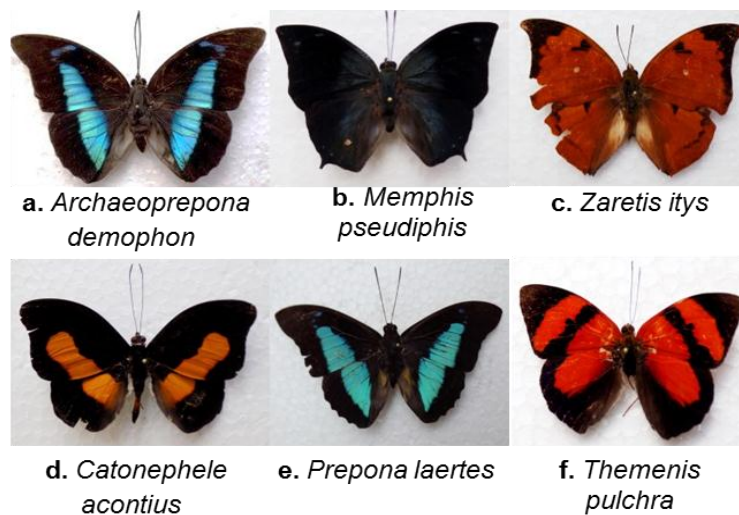 a. Archaeoprepona
demophon
b. Memphis
pseudiphis
c. Zaretis itys
d. Catonephele
acontius
e. Prepona laertes
f. Themenis
pulchra